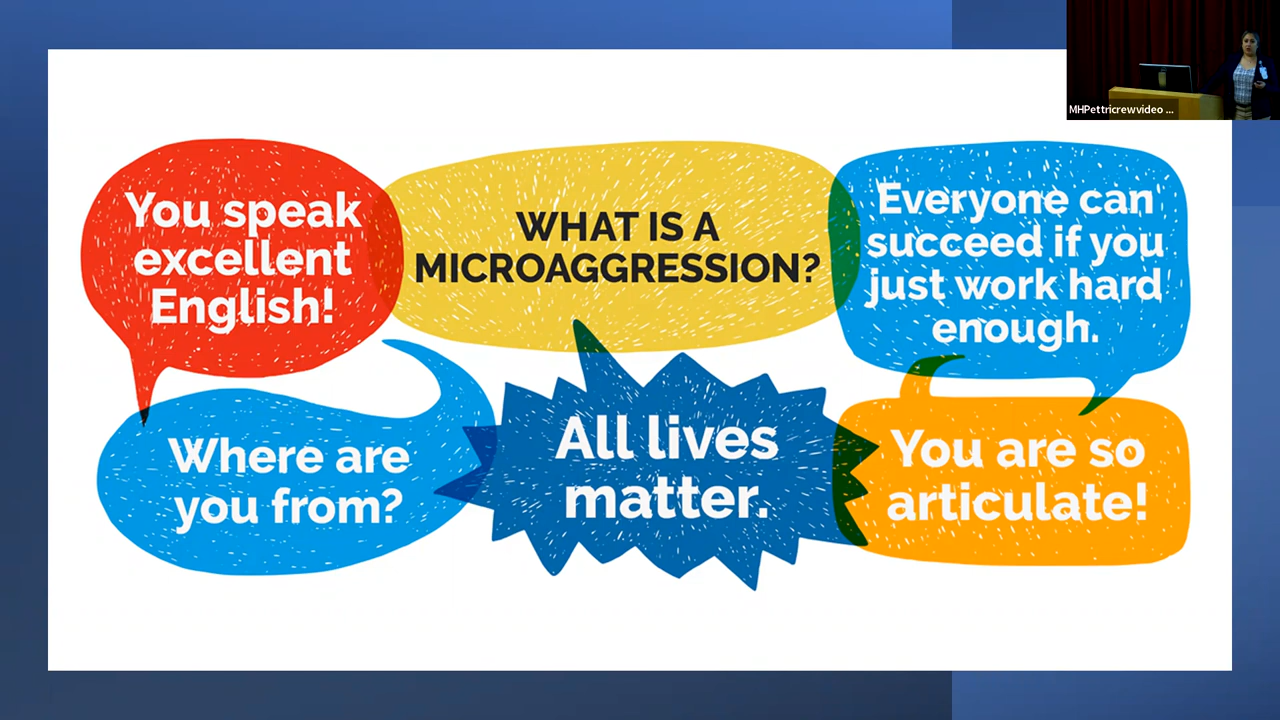 You speak
excellent
English!
WHAT IS A
MICROAGGRESSION?
Everyone can
succeed if you
just work hard
enough.
Where are
you from?
All lives
matter.
You are so
articulate!
MHPettricrewvideo ...